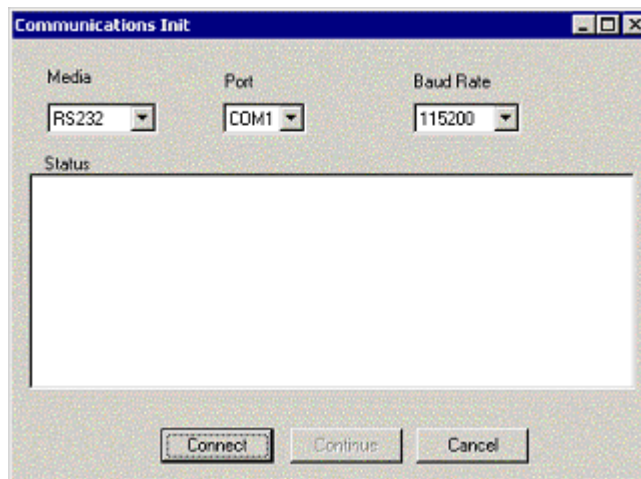 Communications Init
Media Port Baud Rate
RS232 COM1 115200
Status
Connect Continue Cancel